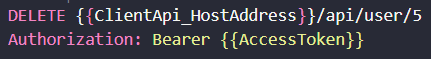 DELETE {{ClientApi_HostAddress}}/api/user/5
Authorization: Bearer {{AccessToken}}